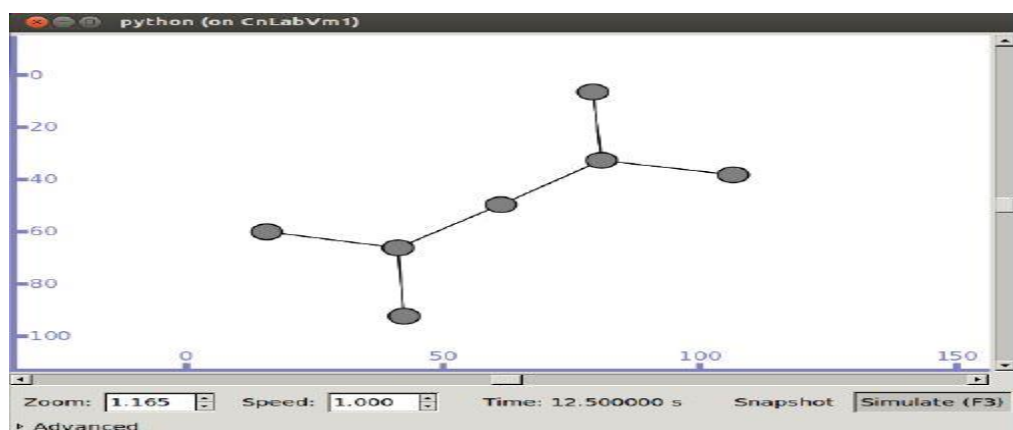 python (on CnLabVm1)
0
20
40
60
80
100
0 50 100 150
Zoom: 1.165 Speed: 1.000 Time: 12.500000 s Snapshot Simulate (F3)
Advanced